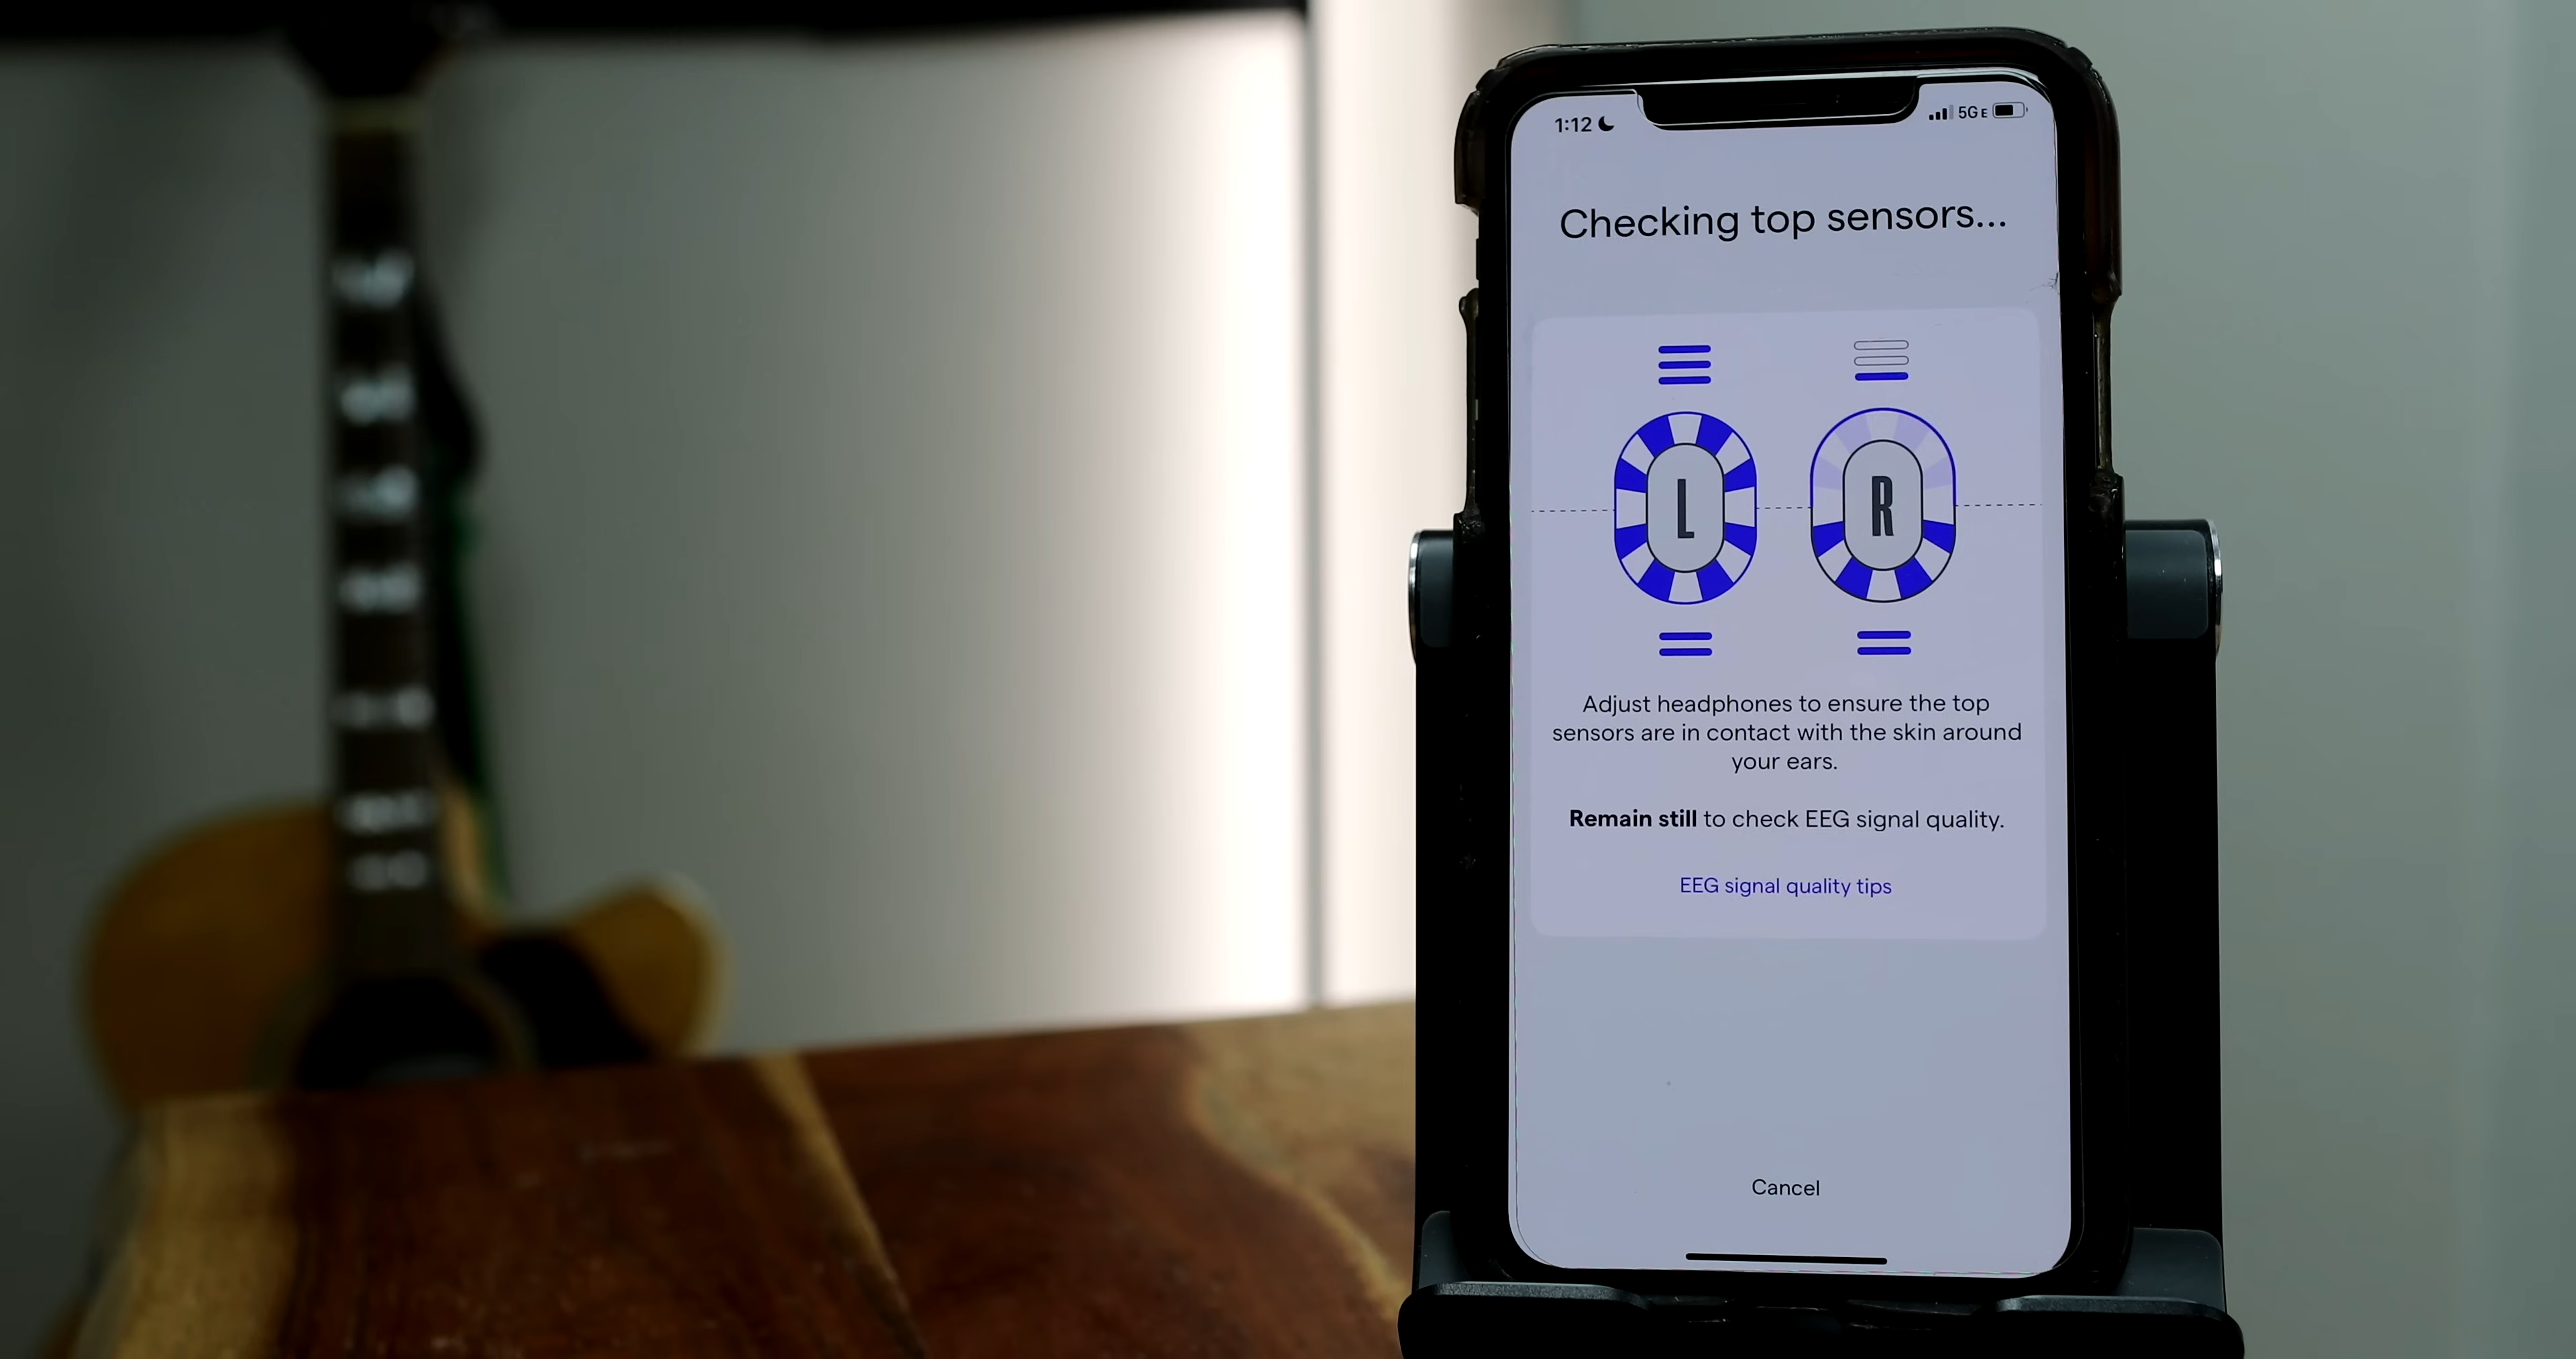 1:12
5G E
Checking top sensors...
L
R
Adjust headphones to ensure the top
sensors are in contact with the skin around
your ears.
Remain still to check EEG signal quality.
EEG signal quality tips
Cancel